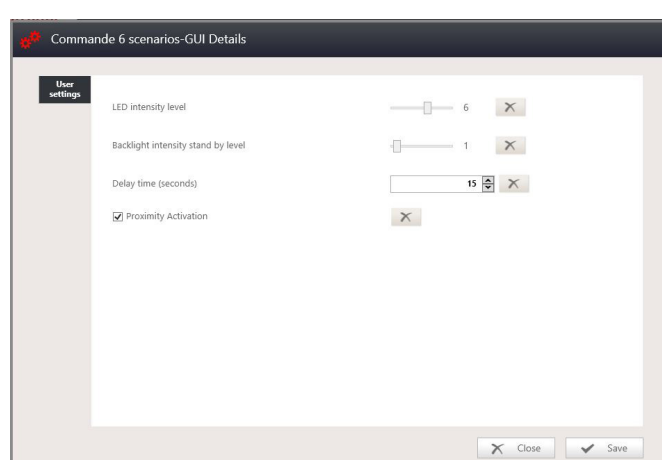 Commande 6 scenarios-GUI Details
User
settings
LED intensity level 6
Backlight intensity stand by level 1
Delay time (seconds) 15
Proximity Activation
Close Save